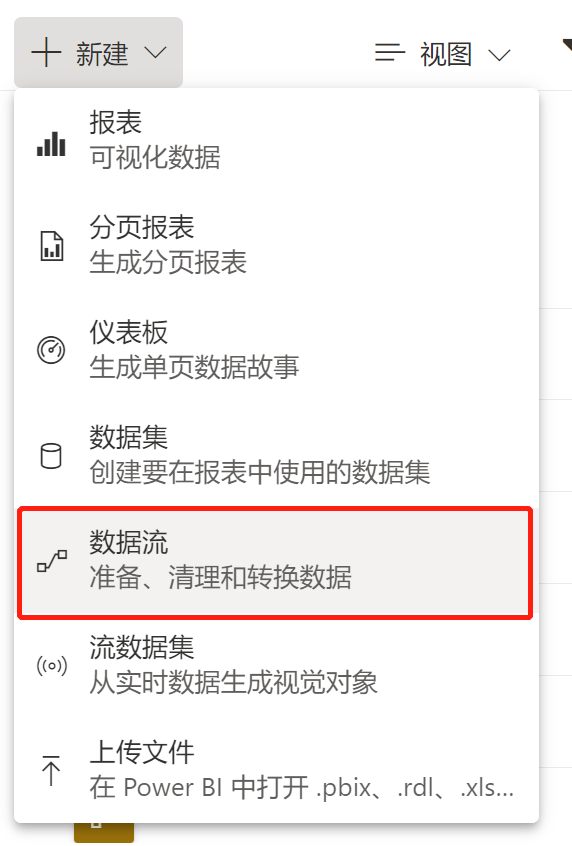 新建
视图
报表
可视化数据
分页报表
生成分页报表
仪表板
生成单页数据故事
数据集
创建要在报表中使用的数据集
数据流
准备、清理和转换数据
流数据集
从实时数据生成视觉对象
上传文件
在 Power BI 中打开 .pbix、.rdl、.xls...